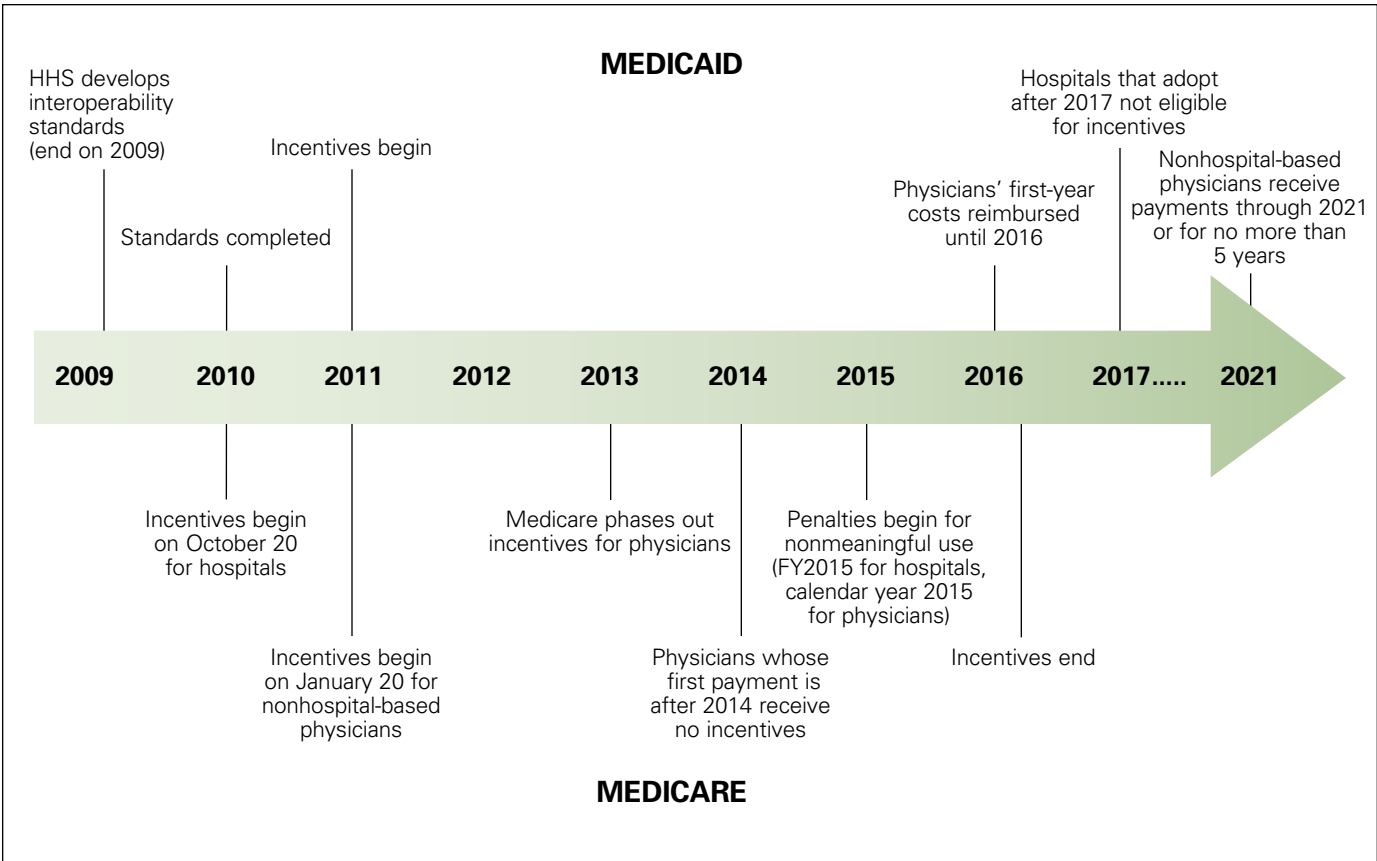 MEDICAID
HHS develops
interoperability
standards
(end on 2009)
Standards completed
Incentives begin
Physicians’ first-year
costs reimbursed
until 2016
Hospitals that adopt
after 2017 not eligible
for incentives
Nonhospital-based
physicians receive
payments through 2021
or for no more than
5 years
2009 2010 2011 2012 2013 2014 2015 2016 2017..... 2021
Incentives begin
on October 20
for hospitals
Incentives begin
on January 20 for
nonhospital-based
physicians
Medicare phases out
incentives for physicians
Physicians whose
first payment is
after 2014 receive
no incentives
Penalties begin for
nonmeaningful use
(FY2015 for hospitals,
calendar year 2015
for physicians)
Incentives end
MEDICARE